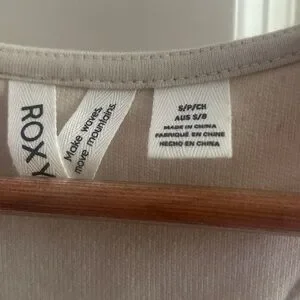 ROXY
Make waves,
move mountains.
S/P/CH
AUS S/8
MADE IN CHINA
FABRIQUÉ EN CHINE
HECHO EN CHINA